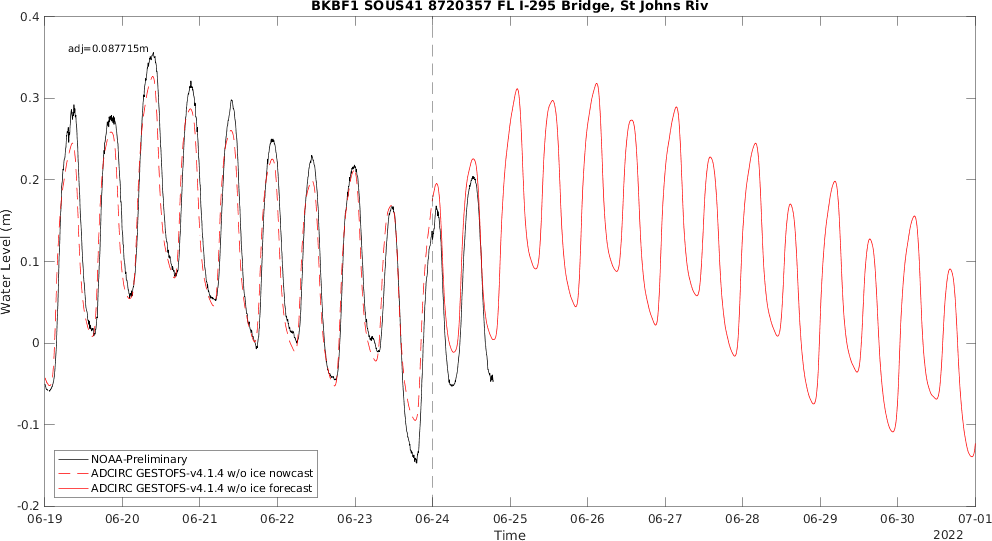 BKBF1 SOUS41 8720357 FL I-295 Bridge, St Johns Riv
adj=0.087715m
0.4
0.3
0.2
0.1
0
-0.1
-0.2
Water Level (m)
NOAA-Preliminary
ADCIRC GESTOFS-v4.1.4 w/o ice nowcast
ADCIRC GESTOFS-v4.1.4 w/o ice forecast
06-19 06-20 06-21 06-22 06-23 06-24 06-25 06-26 06-27 06-28 06-29 06-30 07-01
Time
2022